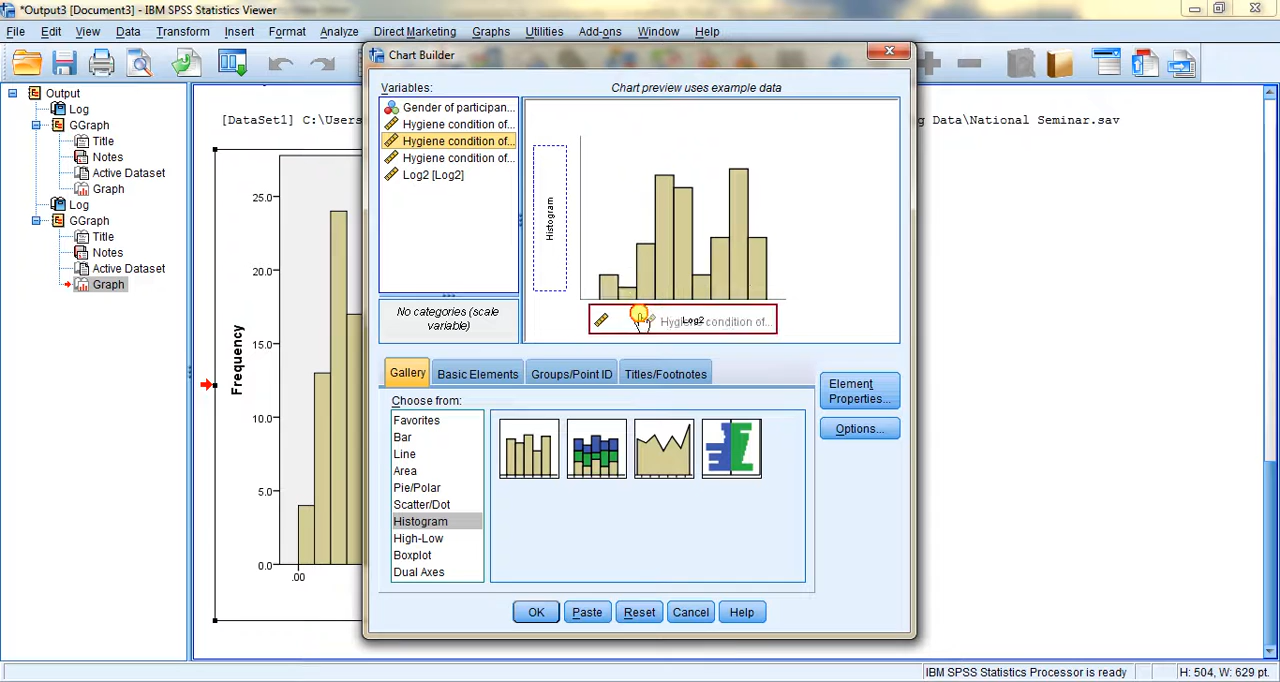 *Output3 [Document3] - IBM SPSS Statistics Viewer
File Edit View Data Transform Insert Format Analyze Direct Marketing Graphs Utilities Add-ons Window Help
Output
Log
GGraph
Title
Notes
Active Dataset
Graph
Log
GGraph
Title
Notes
Active Dataset
Graph
[DataSet1] C:\Users
g Data\National Seminar.sav
Frequency
25.0
20.0
15.0
10.0
5.0
0.0
.00
Chart Builder
Variables:
Gender of participan...
Hygiene condition of...
Hygiene condition of...
Hygiene condition of...
Log2 [Log2]
No categories (scale
variable)
Chart preview uses example data
Histogram
Log2
Hygiene condition of...
Gallery Basic Elements Groups/Point ID Titles/Footnotes
Choose from:
Favorites
Bar
Line
Area
Pie/Polar
Scatter/Dot
Histogram
High-Low
Boxplot
Dual Axes
Element
Properties...
Options...
OK Paste Reset Cancel Help
IBM SPSS Statistics Processor is ready H: 504, W: 629 pt.